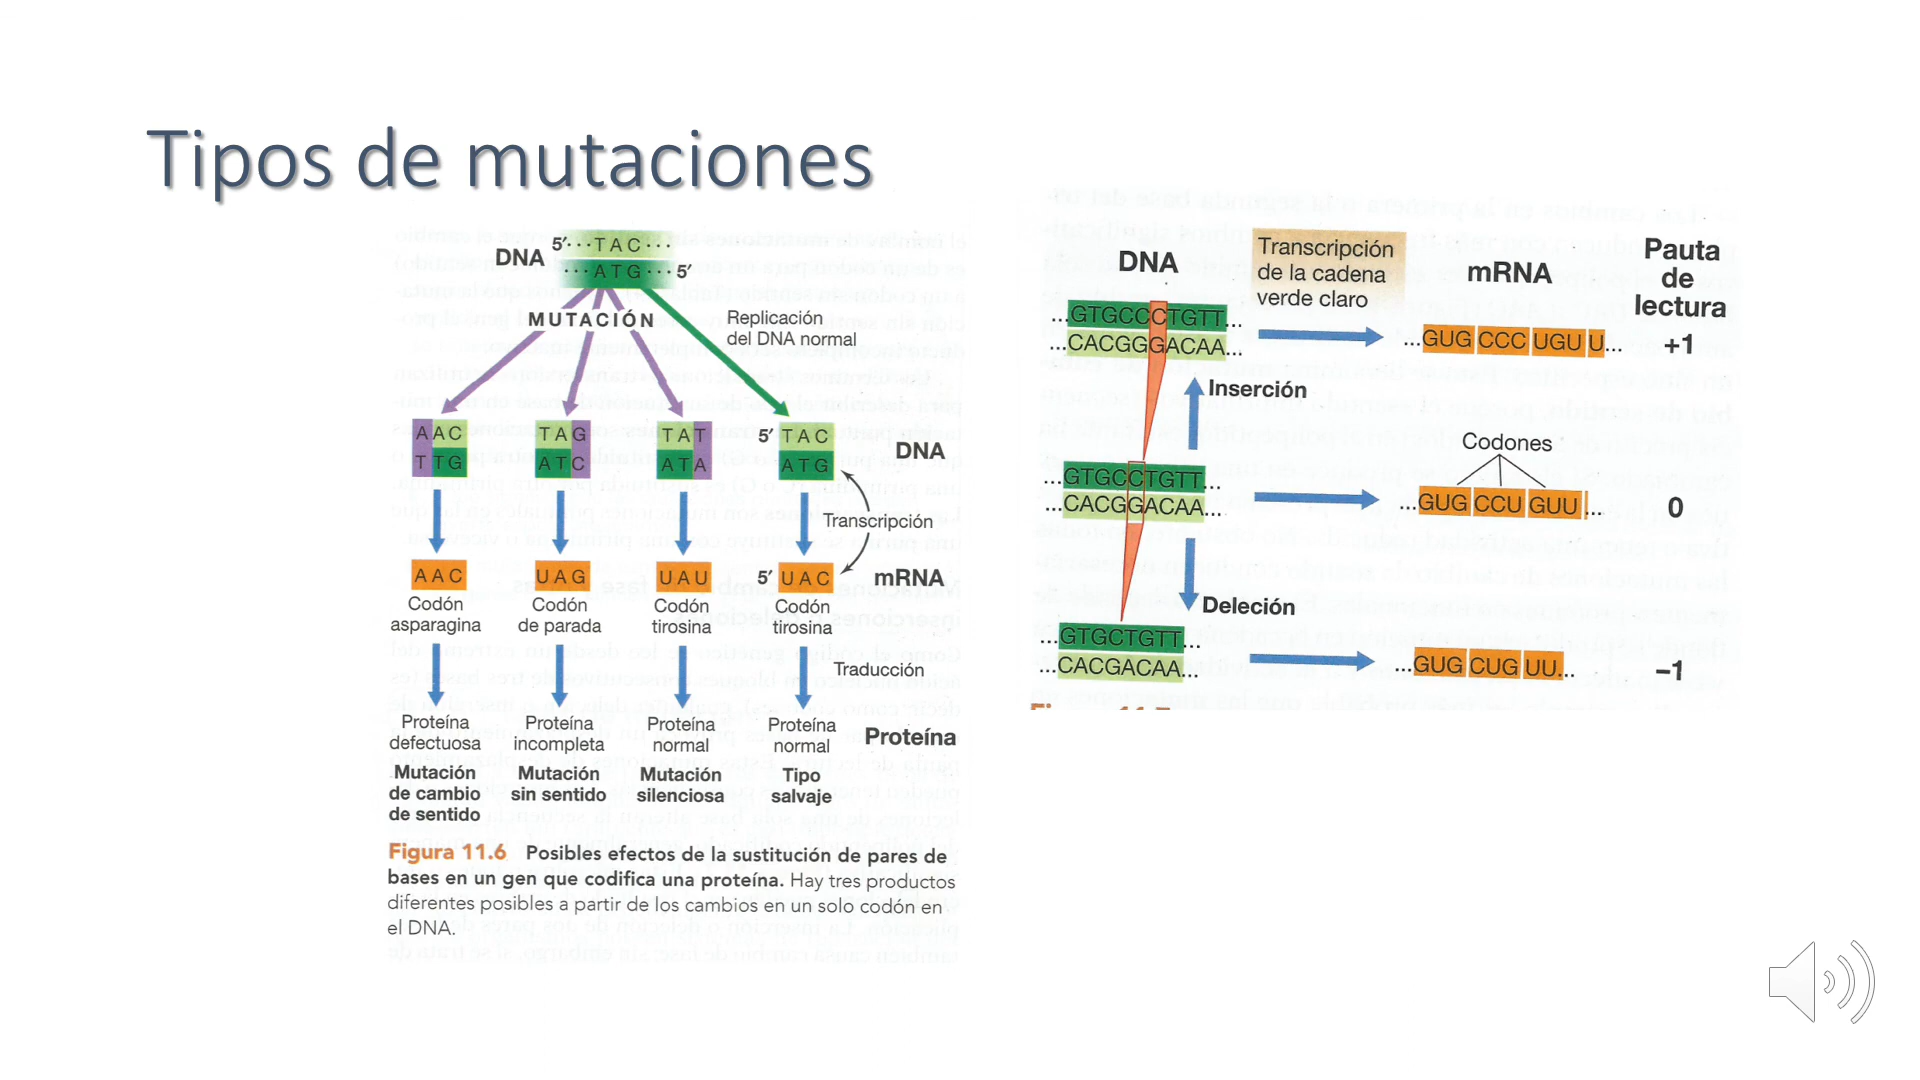 Tipos de mutaciones
DNA
5′···TAC···
···ATG···5′
MUTACIÓN
Replicación
del DNA normal
AAC
TTG
TAG
ATC
TAT
ATA
5′ TAC
ATG
DNA
Transcripción
AAC
UAG
UAU
5′ UAC
mRNA
Codón
asparagina
Codón
de parada
Codón
tirosina
Codón
tirosina
Traducción
Proteína
defectuosa
Proteína
incompleta
Proteína
normal
Proteína
normal
Proteína
Mutación
de cambio
de sentido
Mutación
sin sentido
Mutación
silenciosa
Tipo
salvaje
Figura 11.6 Posibles efectos de la sustitución de pares de
bases en un gen que codifica una proteína. Hay tres productos
diferentes posibles a partir de los cambios en un solo codón en
el DNA.
DNA
Transcripción
de la cadena
verde claro
mRNA
Pauta
de
lectura
...GTGCCCTGTT...
...CACGGGACAA...
...GUG CCC UGU U...
+1
Inserción
Codones
...GTGCCTGTT...
...CACGGACAA...
...GUG CCU GUU ...
0
Deleción
...GTGCTGTT...
...CACGACAA...
...GUG CUG UU...
−1